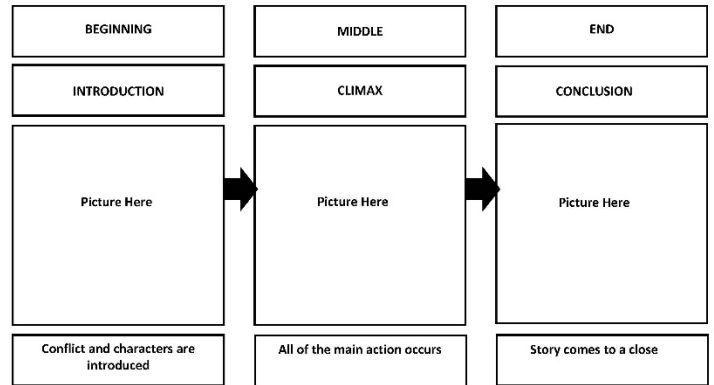 BEGINNING
MIDDLE
END
INTRODUCTION
CLIMAX
CONCLUSION
Picture Here
Picture Here
Picture Here
Conflict and characters are
introduced
All of the main action occurs
Story comes to a close